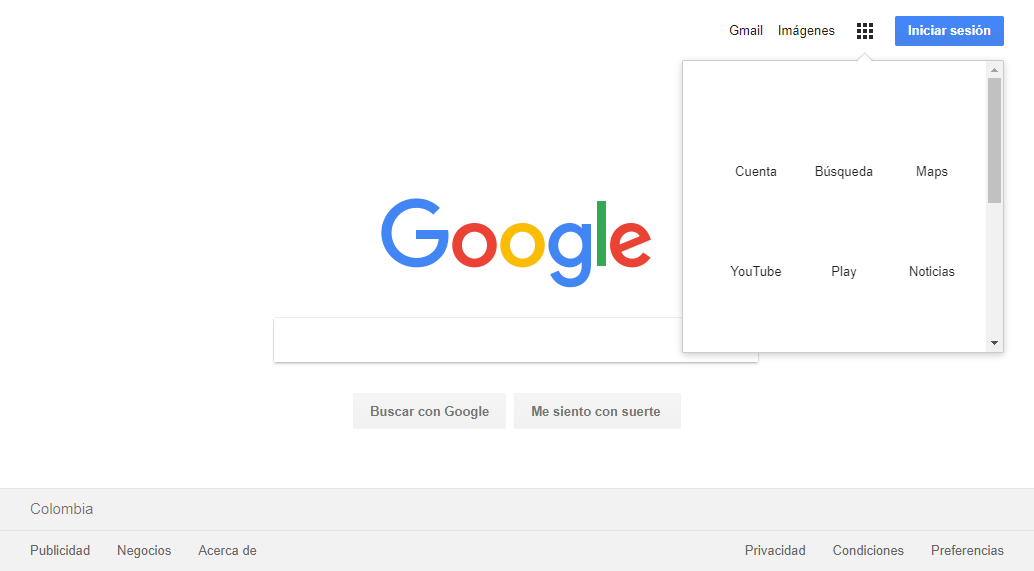 Gmail Imágenes Iniciar sesión
Cuenta Búsqueda Maps
Google
YouTube Play Noticias
Buscar con Google Me siento con suerte
Colombia
Publicidad Negocios Acerca de Privacidad Condiciones Preferencias